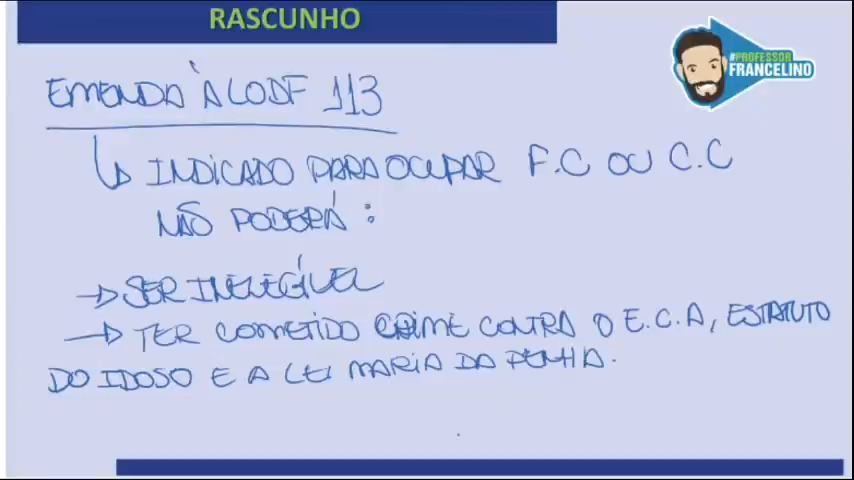 RASCUNHO
#PROFESSOR
FRANCELINO
EMENDA À LODF 113
↳ INDICADO PARA OCUPAR F.C OU C.C
NÃO PODERÁ:
→ SER INELEGÍVEL
→ TER COMETIDO CRIME CONTRA O E.C.A, ESTATUTO
DO IDOSO E A LEI MARIA DA PENHA.